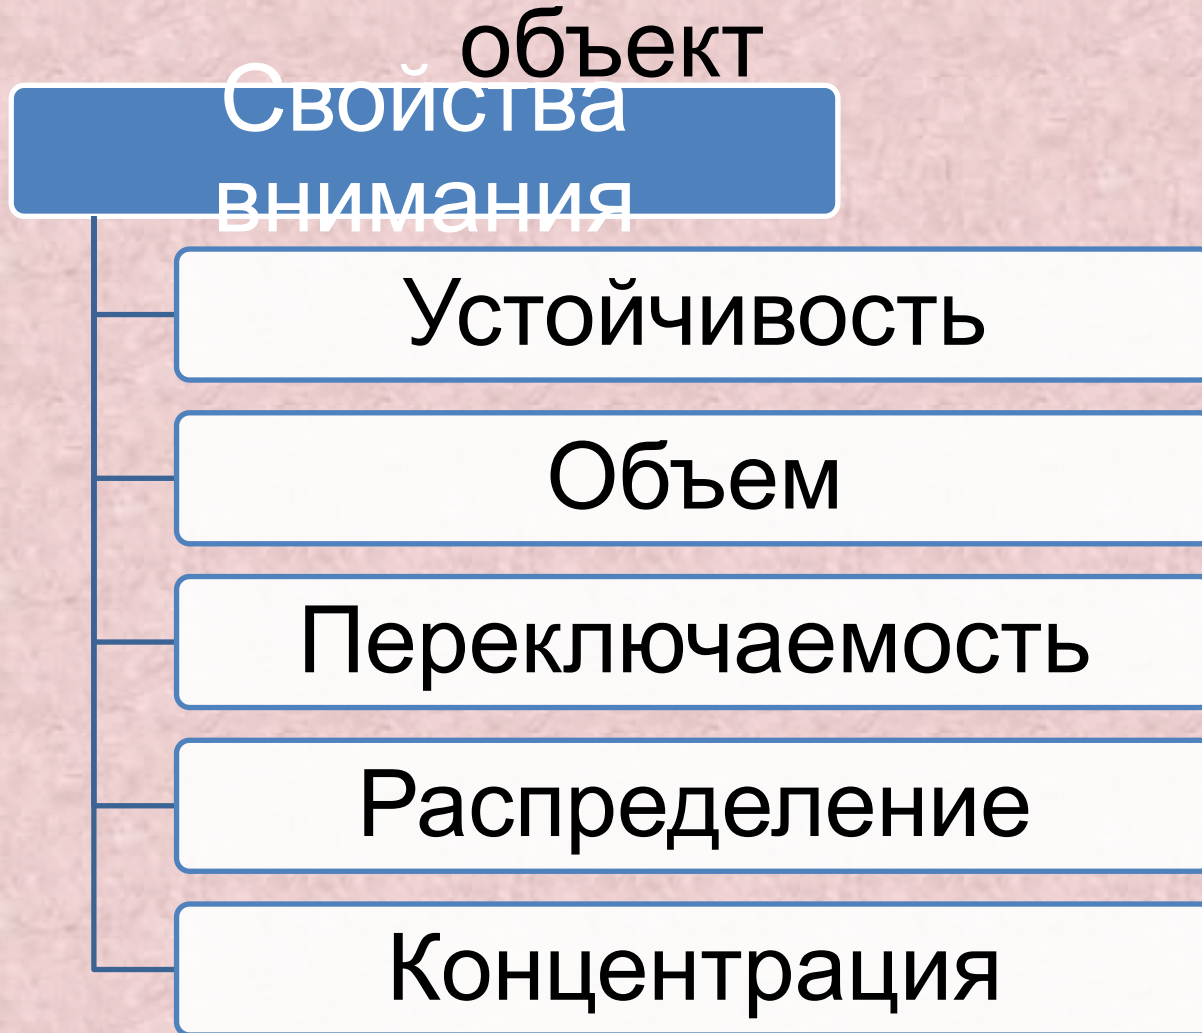 объект
Свойства
внимания
Устойчивость
Объем
Переключаемость
Распределение
Концентрация